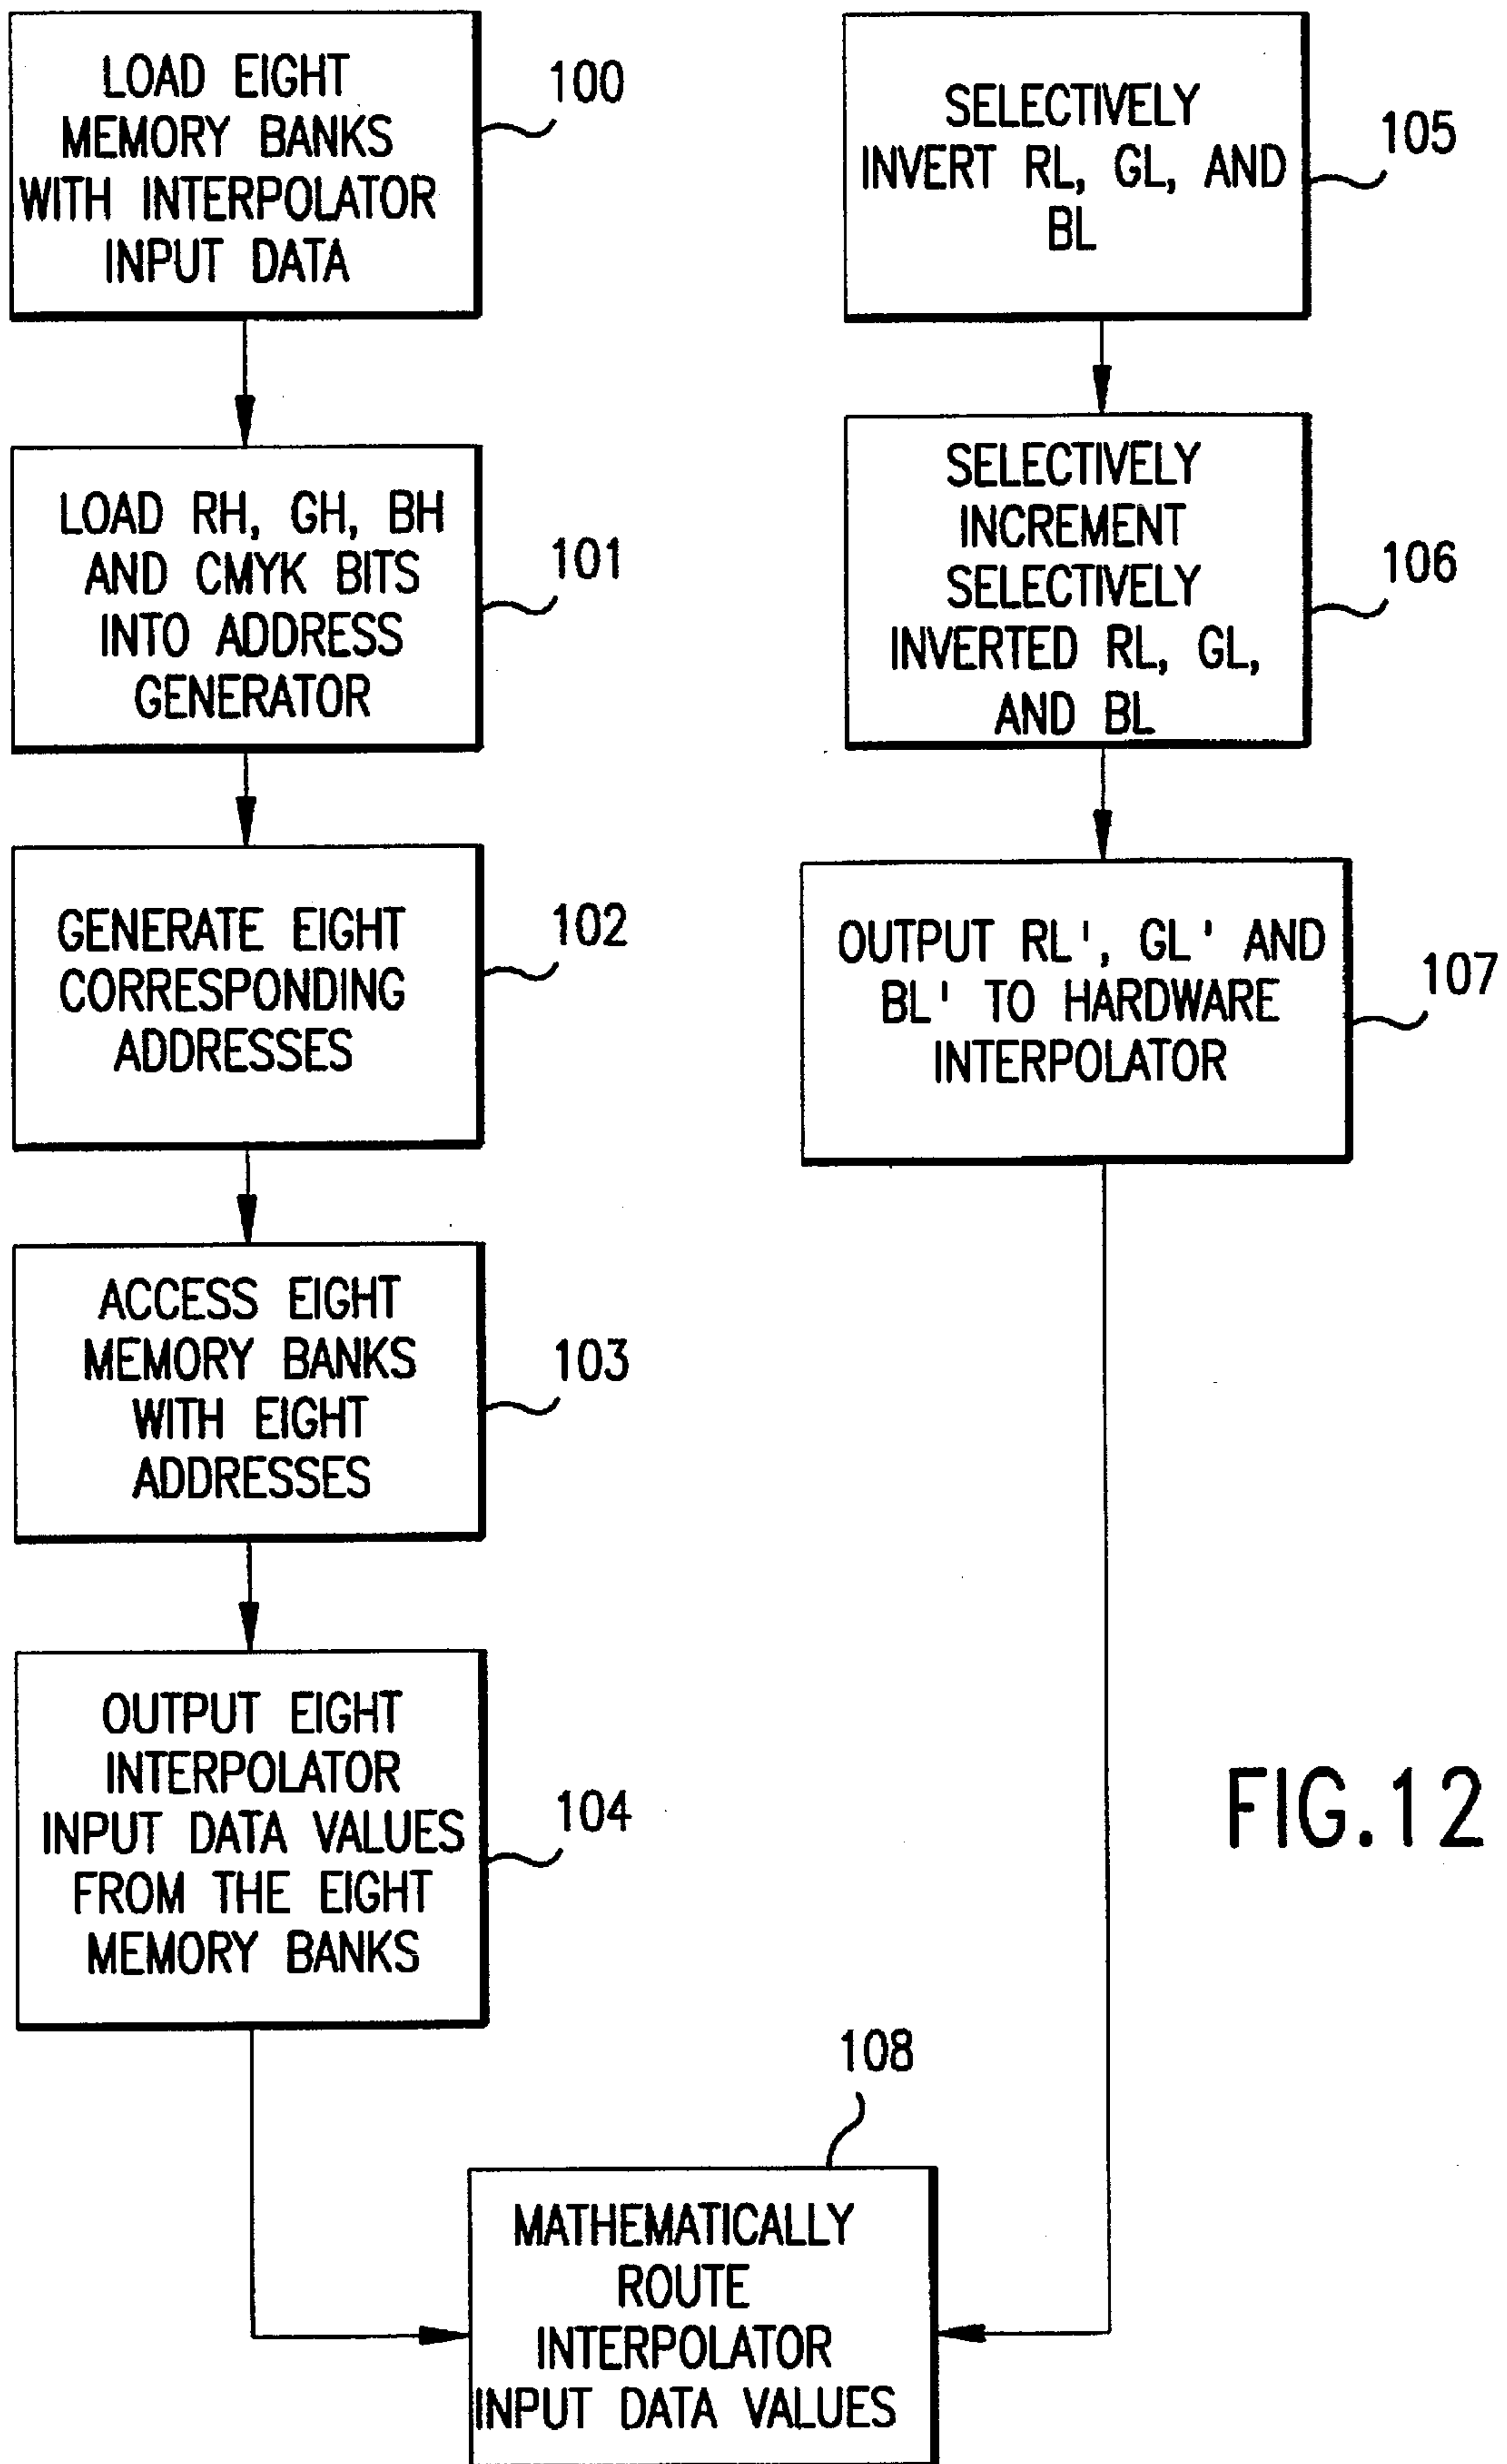 LOAD EIGHT
MEMORY BANKS
WITH INTERPOLATOR
INPUT DATA
100
LOAD RH, GH, BH
AND CMYK BITS
INTO ADDRESS
GENERATOR
101
GENERATE EIGHT
CORRESPONDING
ADDRESSES
102
ACCESS EIGHT
MEMORY BANKS
WITH EIGHT
ADDRESSES
103
OUTPUT EIGHT
INTERPOLATOR
INPUT DATA VALUES
FROM THE EIGHT
MEMORY BANKS
104
SELECTIVELY
INVERT RL, GL, AND
BL
105
SELECTIVELY
INCREMENT
SELECTIVELY
INVERTED RL, GL,
AND BL
106
OUTPUT RL', GL' AND
BL' TO HARDWARE
INTERPOLATOR
107
108
MATHEMATICALLY
ROUTE
INTERPOLATOR
INPUT DATA VALUES
FIG.12